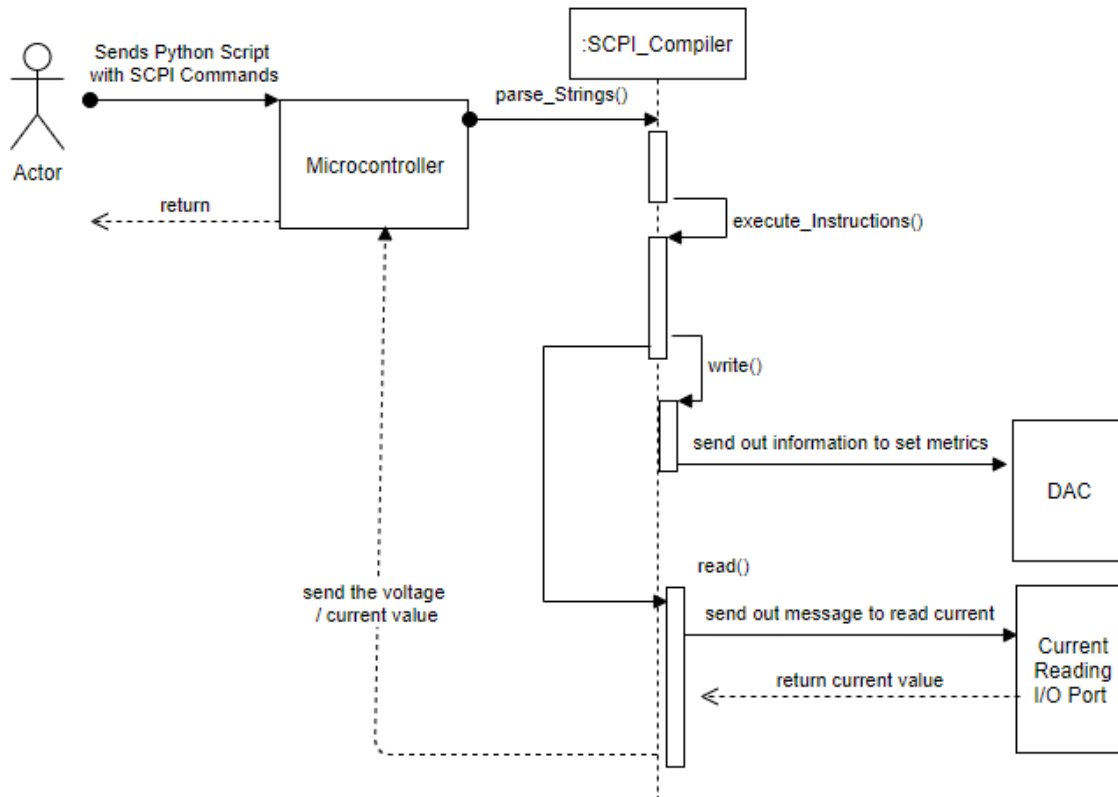 :SCPI_Compiler
Sends Python Script
with SCPI Commands
parse_Strings()
Microcontroller
Actor
return
execute_Instructions()
write()
send out information to set metrics
DAC
read()
send the voltage
/ current value
send out message to read current
Current
Reading
I/O Port
return current value